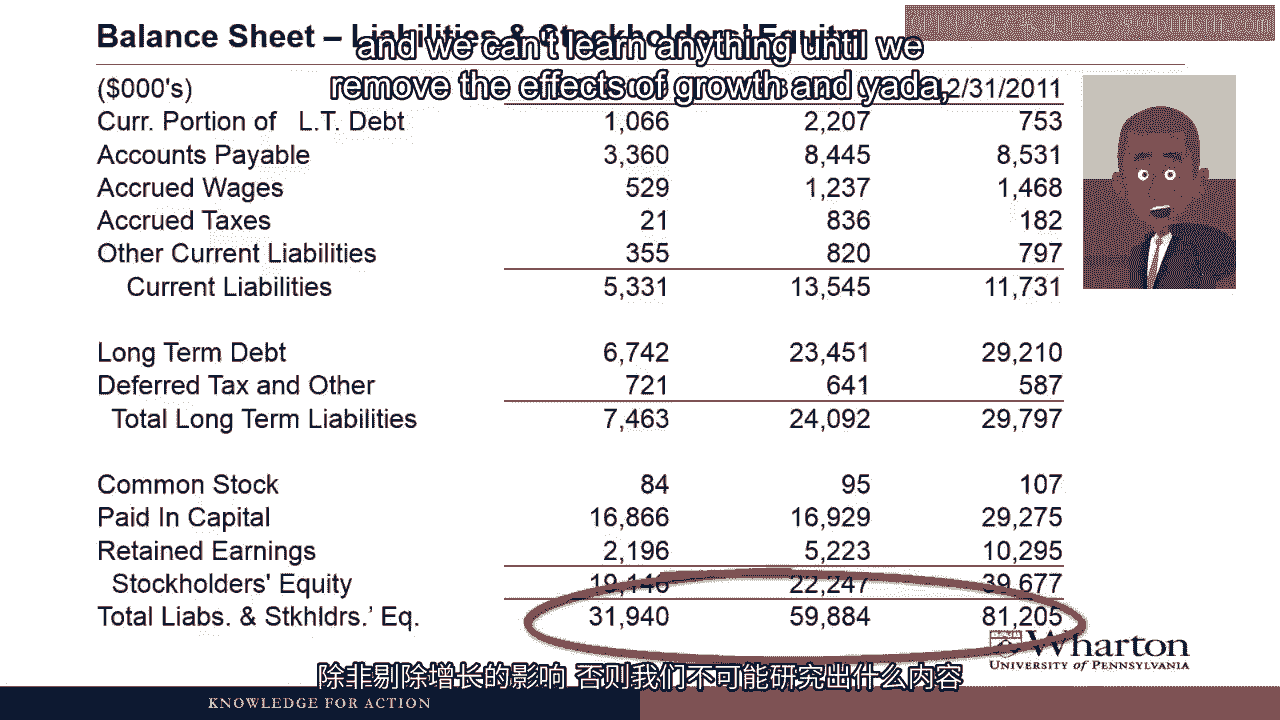 Balance Sheet – Liabilities & Stockholders' Equity
and we can't learn anything until we
remove the effects of growth and yada,
($000's) 12/31/2011
Curr. Portion of L.T. Debt 1,066 2,207 753
Accounts Payable 3,360 8,445 8,531
Accrued Wages 529 1,237 1,468
Accrued Taxes 21 836 182
Other Current Liabilities 355 820 797
Current Liabilities 5,331 13,545 11,731
Long Term Debt 6,742 23,451 29,210
Deferred Tax and Other 721 641 587
Total Long Term Liabilities 7,463 24,092 29,797
Common Stock 84 95 107
Paid In Capital 16,866 16,929 29,275
Retained Earnings 2,196 5,223 10,295
Stockholders' Equity 19,146 22,247 39,677
Total Liabs. & Stkhldrs.' Eq. 31,940 59,884 81,205
Wharton
UNIVERSITY of PENNSYLVANIA
除非剔除增长的影响 否则我们不可能研究出什么内容
KNOWLEDGE FOR ACTION